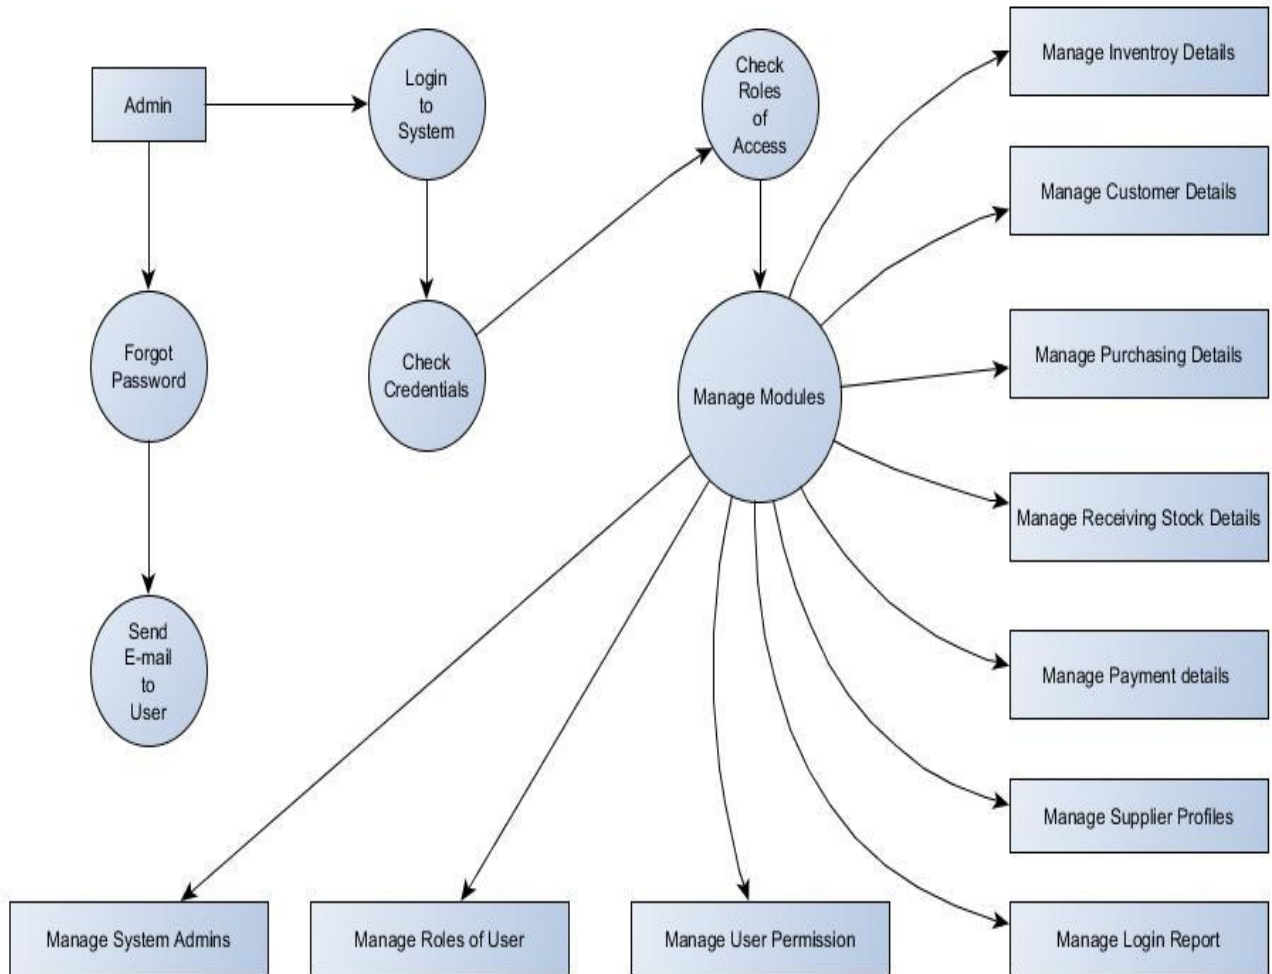 Admin
Login
to
System
Check
Roles
of
Access
Manage Inventroy Details
Manage Customer Details
Forgot
Password
Check
Credentials
Manage Modules
Manage Purchasing Details
Manage Receiving Stock Details
Send
E-mail
to
User
Manage Payment details
Manage Supplier Profiles
Manage System Admins
Manage Roles of User
Manage User Permission
Manage Login Report